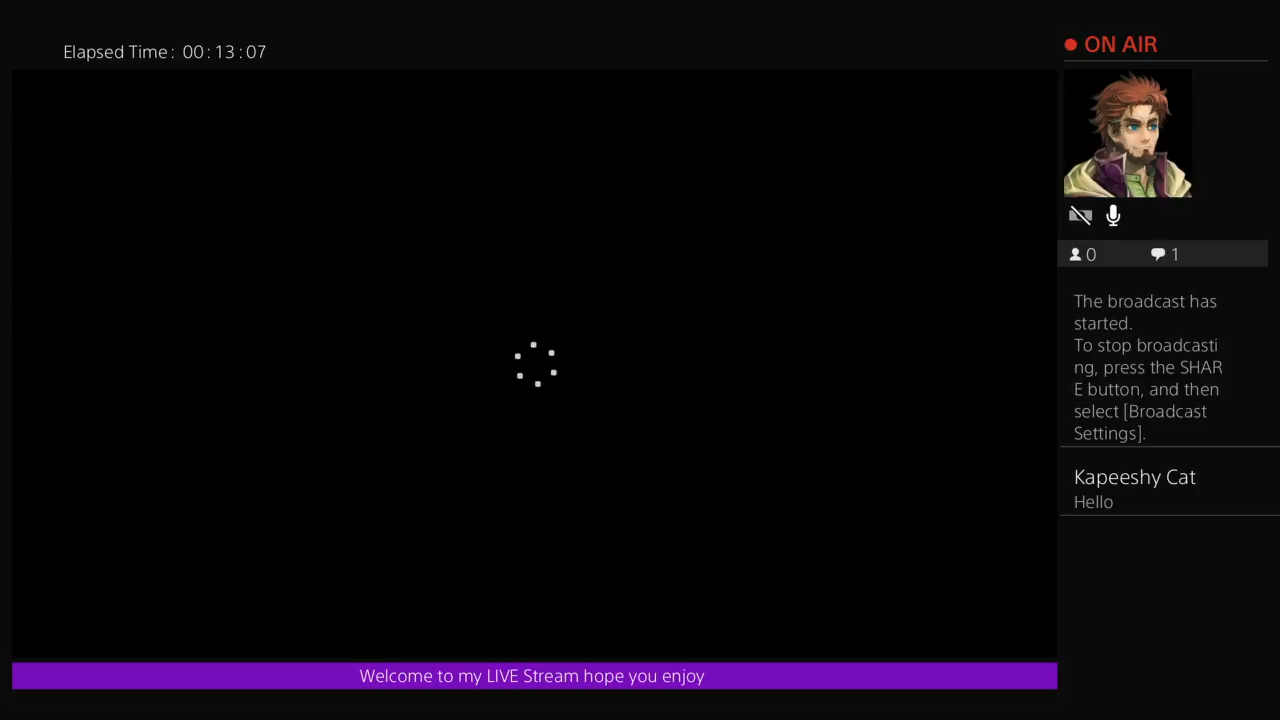 Elapsed Time: 00:13:07
ON AIR
0 1
The broadcast has
started.
To stop broadcasti
ng, press the SHAR
E button, and then
select [Broadcast
Settings].
Kapeeshy Cat
Hello
Welcome to my LIVE Stream hope you enjoy